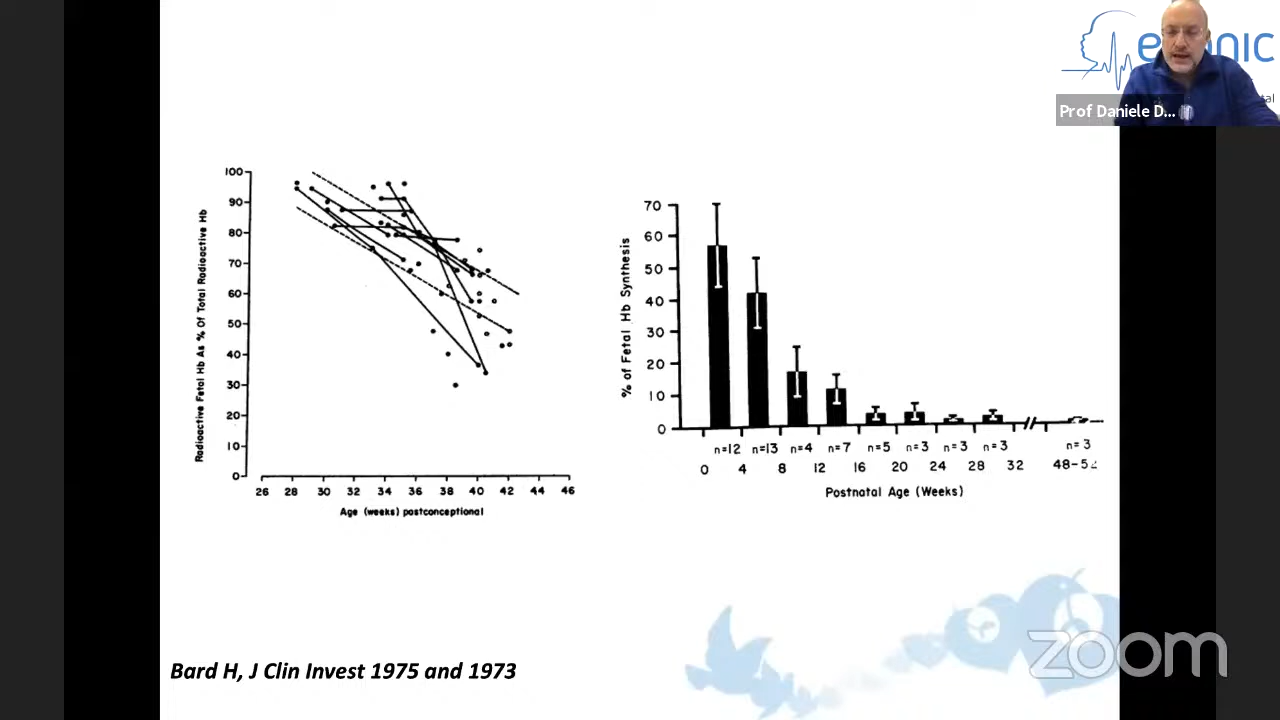 Prof Daniele D...
Radioactive Fetal Hb As % Of Total Radioactive Hb
100
90
80
70
60
50
40
30
20
10
0
26 28 30 32 34 36 38 40 42 44 46
Age (weeks) postconceptional
% of Fetal Hb Synthesis
70
60
50
40
30
20
10
0
n=12 n=13 n=4 n=7 n=5 n=3 n=3 n=3 n=3
0 4 8 12 16 20 24 28 32
Postnatal Age (Weeks)
Bard H, J Clin Invest 1975 and 1973
zoom